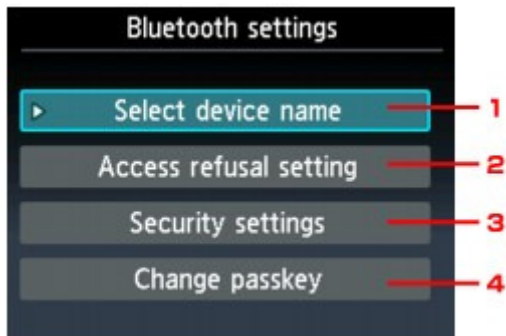 Bluetooth settings
Select device name 1
Access refusal setting 2
Security settings 3
Change passkey 4